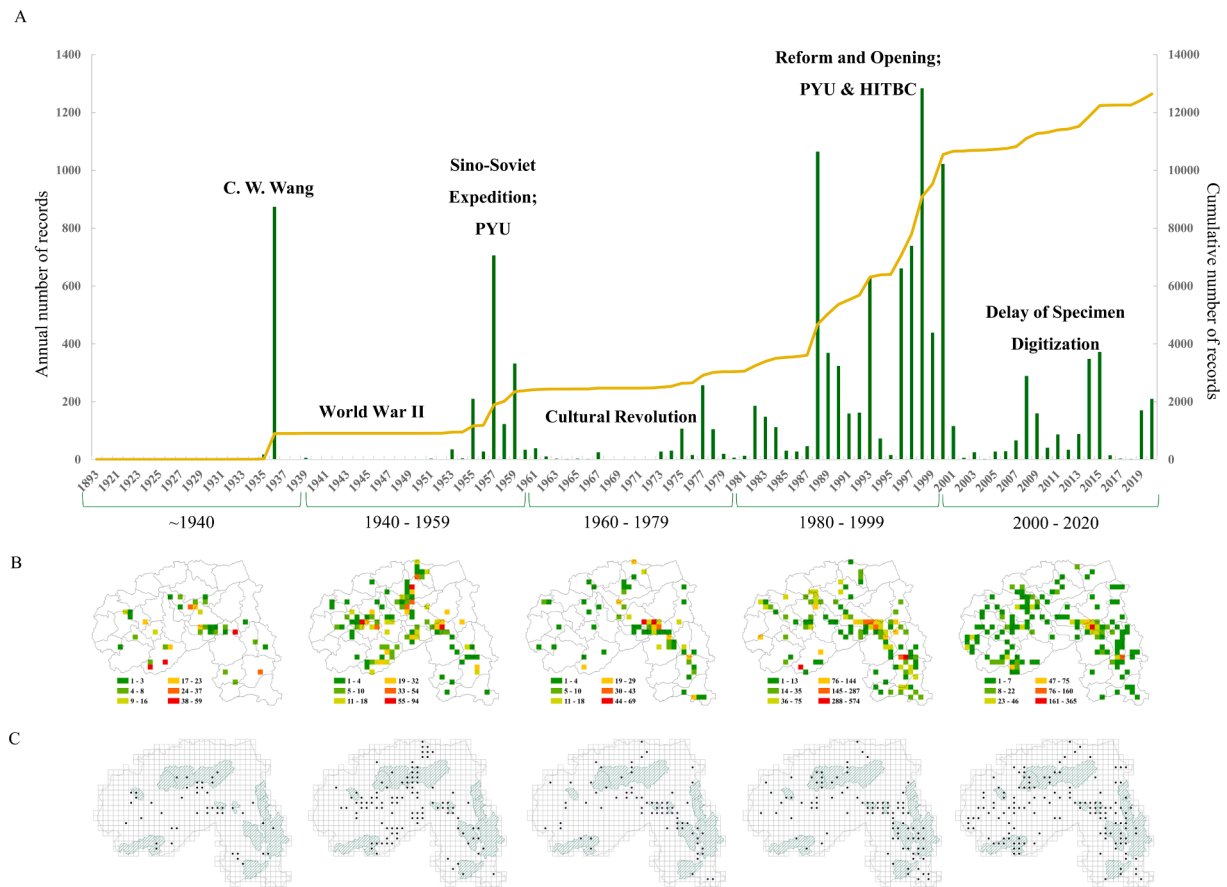 A
1400
1200
1000
800
600
400
200
0
Annual number of records
14000
12000
10000
8000
6000
4000
2000
0
Cumulative number of records
C. W. Wang
World War II
Sino-Soviet
Expedition;
PYU
Cultural Revolution
Reform and Opening;
PYU & HITBC
Delay of Specimen
Digitization
1893 1921 1923 1925 1927 1929 1931 1933 1935 1937 1939 1941 1943 1945 1947 1949 1951 1953 1955 1957 1959 1961 1963 1965 1967 1969 1971 1973 1975 1977 1979 1981 1983 1985 1987 1989 1991 1993 1995 1997 1999 2001 2003 2005 2007 2009 2011 2013 2015 2017 2019
~1940 1940 - 1959 1960 - 1979 1980 - 1999 2000 - 2020
B
1 - 3 17 - 23
4 - 8 24 - 37
9 - 16 38 - 59
1 - 4 19 - 32
5 - 10 33 - 54
11 - 18 55 - 94
1 - 4 19 - 29
5 - 10 30 - 43
11 - 18 44 - 69
1 - 13 76 - 144
14 - 35 145 - 287
36 - 75 288 - 574
1 - 7 47 - 75
8 - 22 76 - 160
23 - 46 161 - 365
C